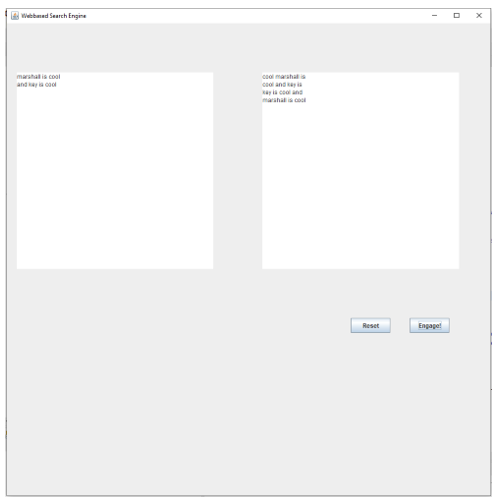 Webbased Search Engine
marshall is cool
and key is cool
cool marshall is
cool and key is
key is cool and
marshall is cool
Reset
Engage!